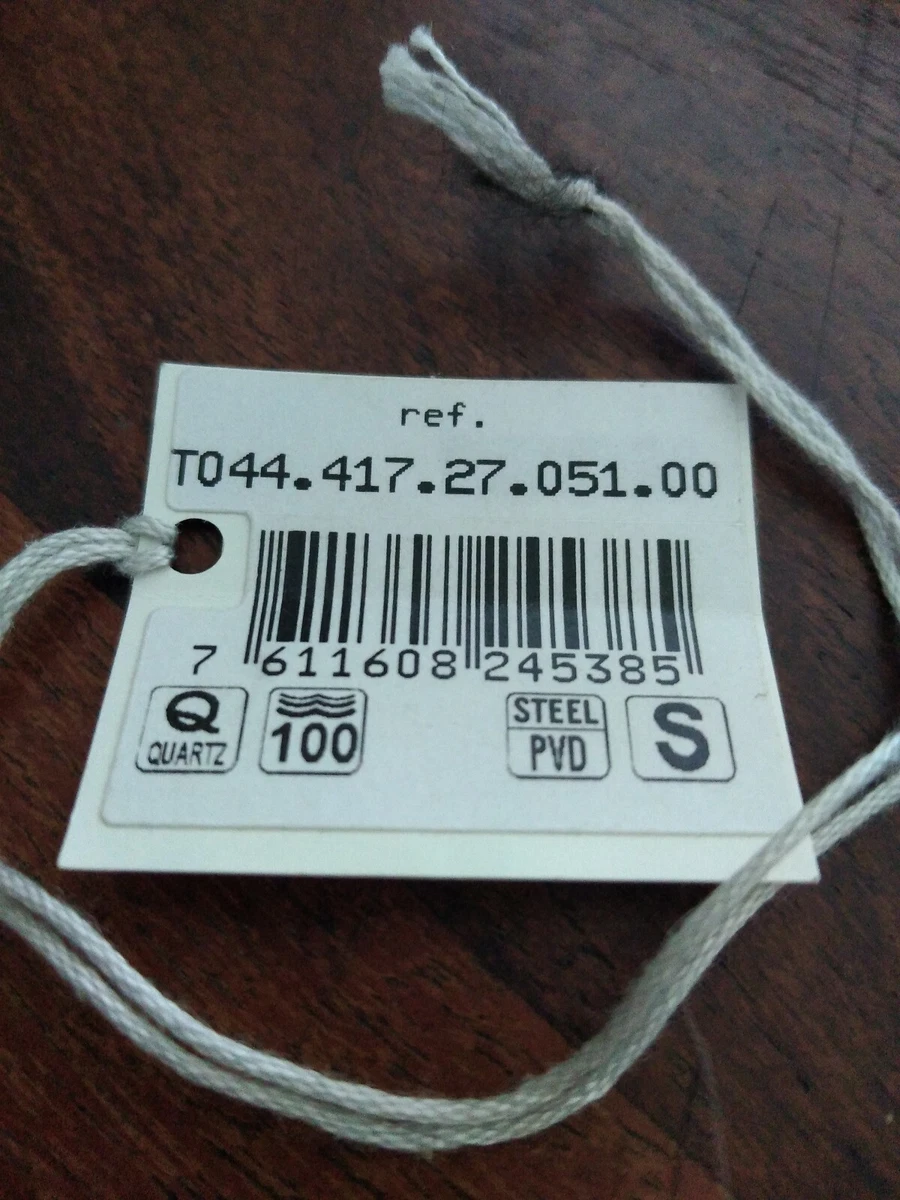 ref.
T044.417.27.051.00
7 611608 245385
Q QUARTZ 100 STEEL PVD S